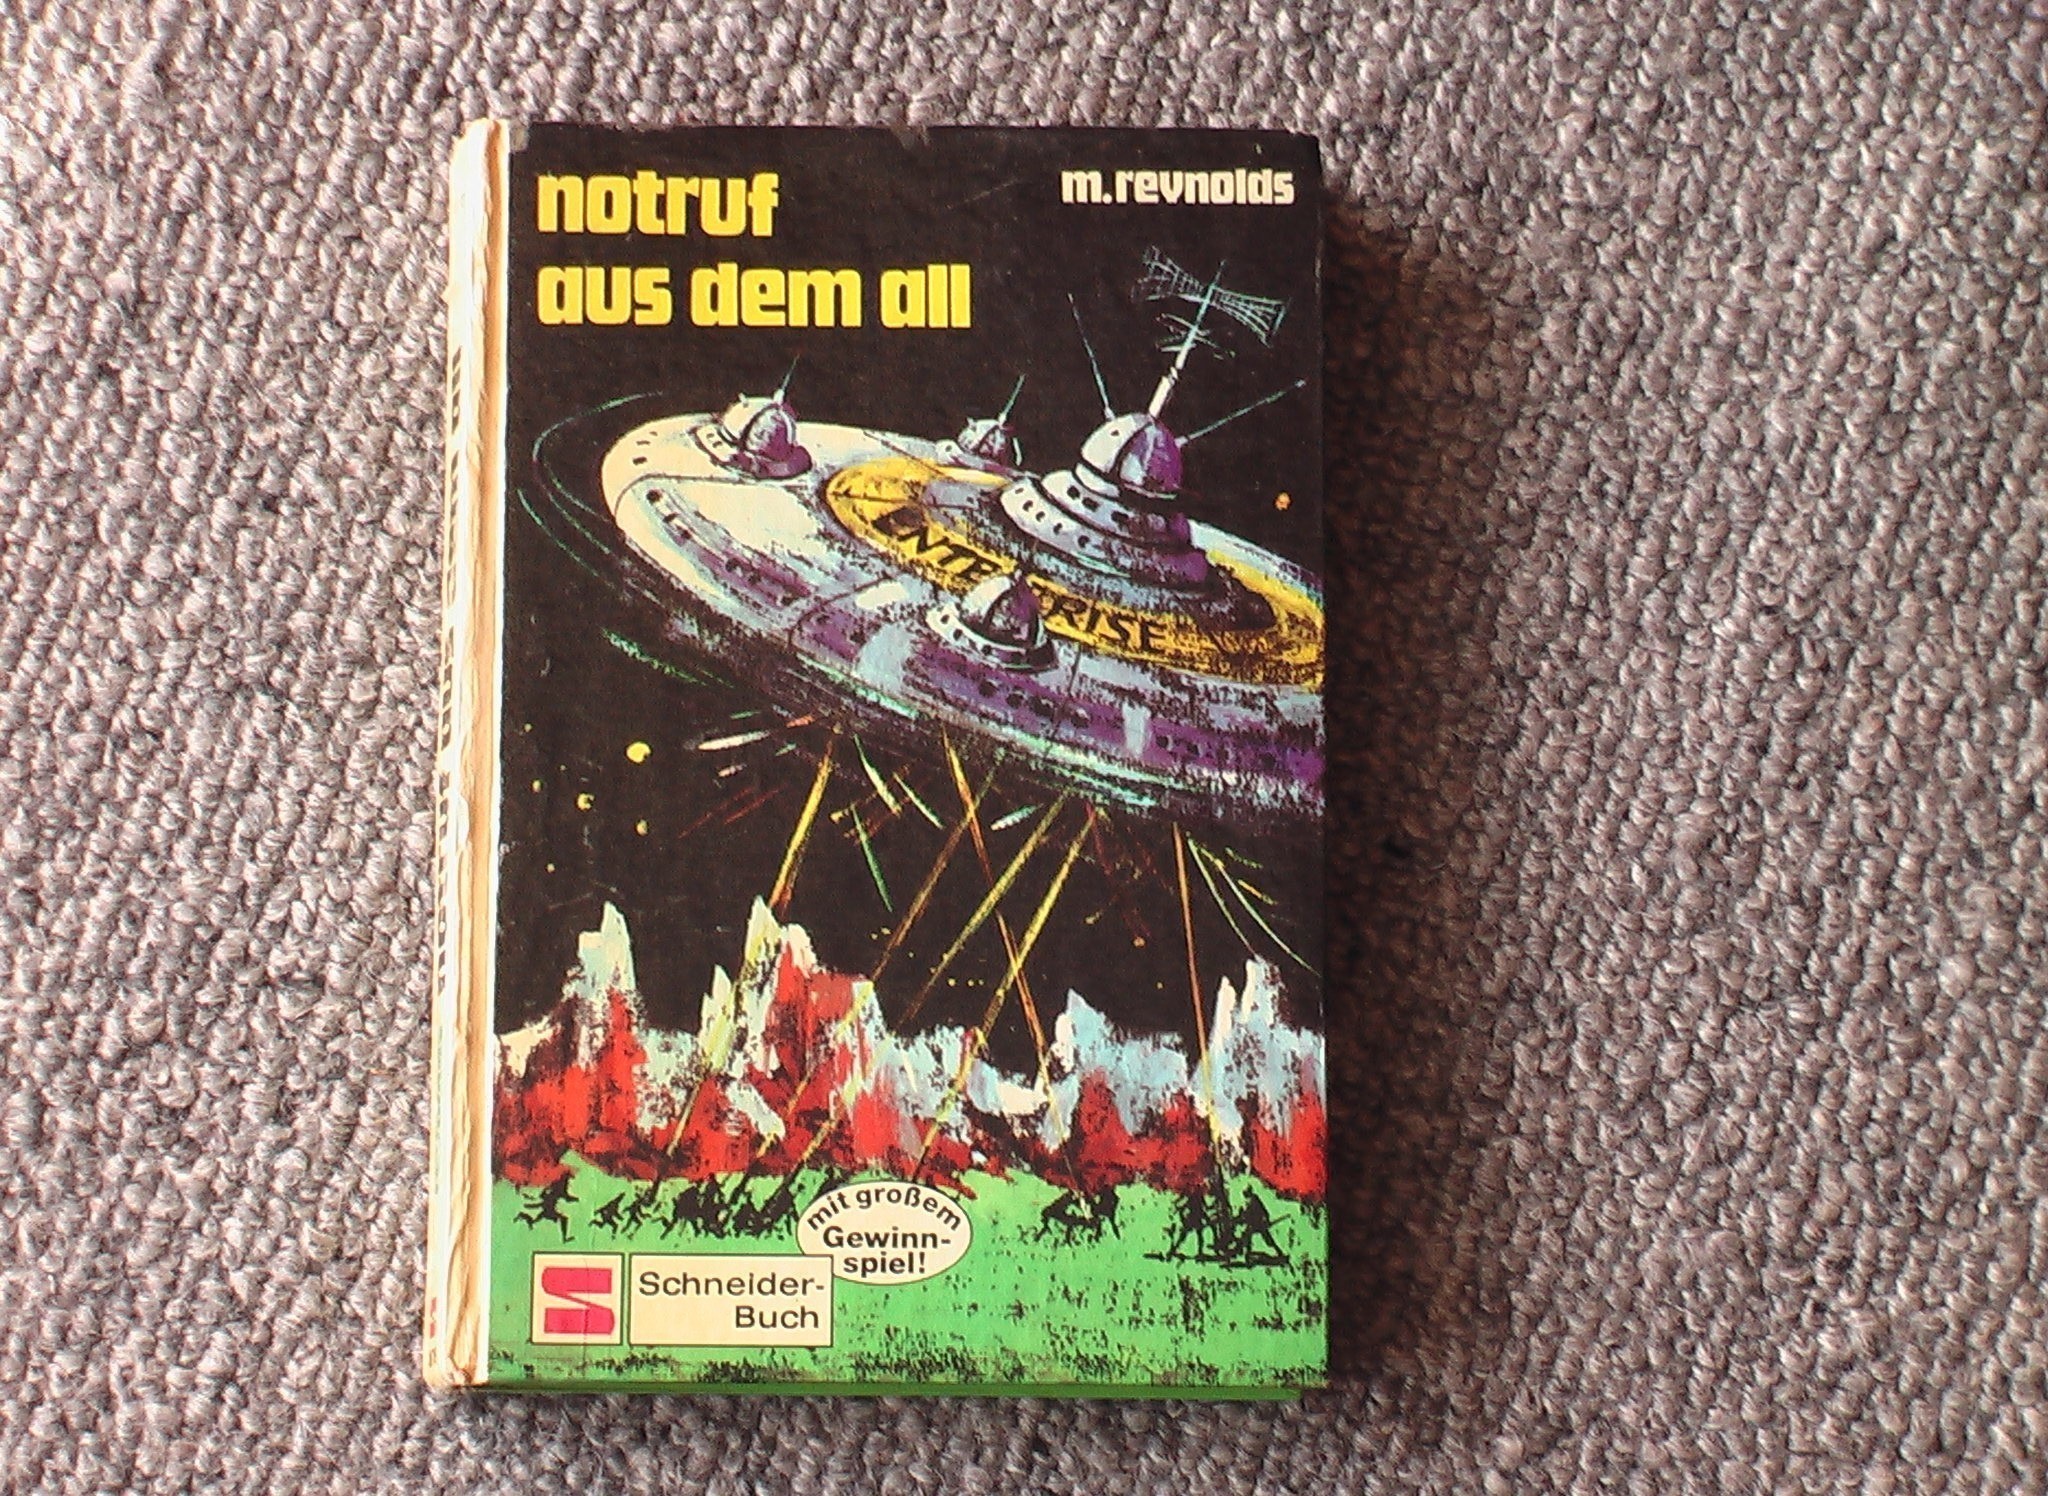 notruf
aus dem all
m.reynolds
ENTERPRISE
mit großem
Gewinn-
spiel!
Schneider-
Buch